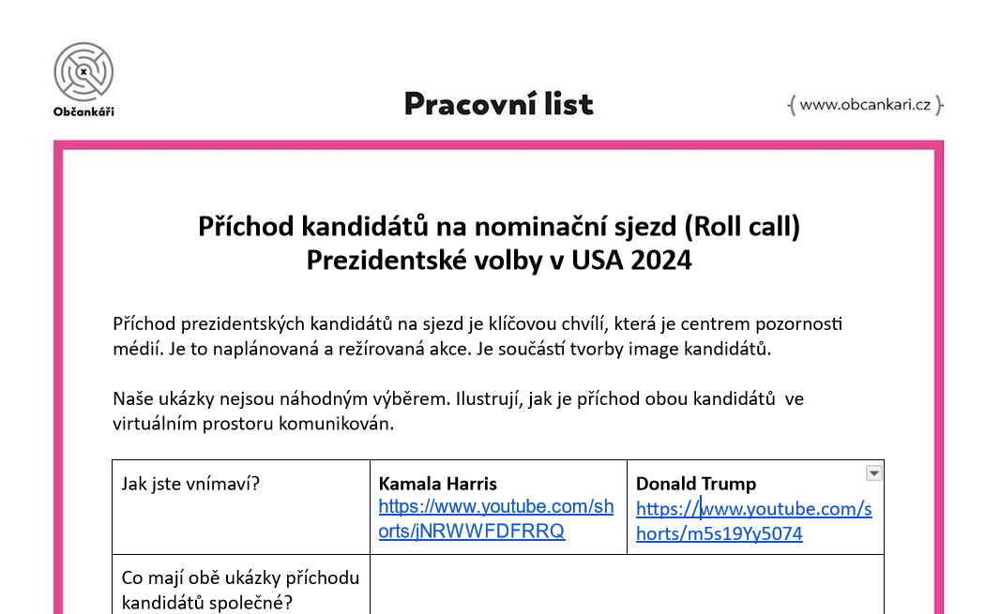 Občankáři
Pracovní list
www.obcankari.cz
Příchod kandidátů na nominační sjezd (Roll call)
Prezidentské volby v USA 2024
Příchod prezidentských kandidátů na sjezd je klíčovou chvílí, která je centrem pozornosti
médií. Je to naplánovaná a režírovaná akce. Je součástí tvorby image kandidátů.
Naše ukázky nejsou náhodným výběrem. Ilustrují, jak je příchod obou kandidátů  ve
virtuálním prostoru komunikován.
Jak jste vnímaví?
Kamala Harris
https://www.youtube.com/sh
orts/jNRWWFDFRRQ
Donald Trump
https://www.youtube.com/s
horts/m5s19Yy5074
Co mají obě ukázky příchodu
kandidátů společné?